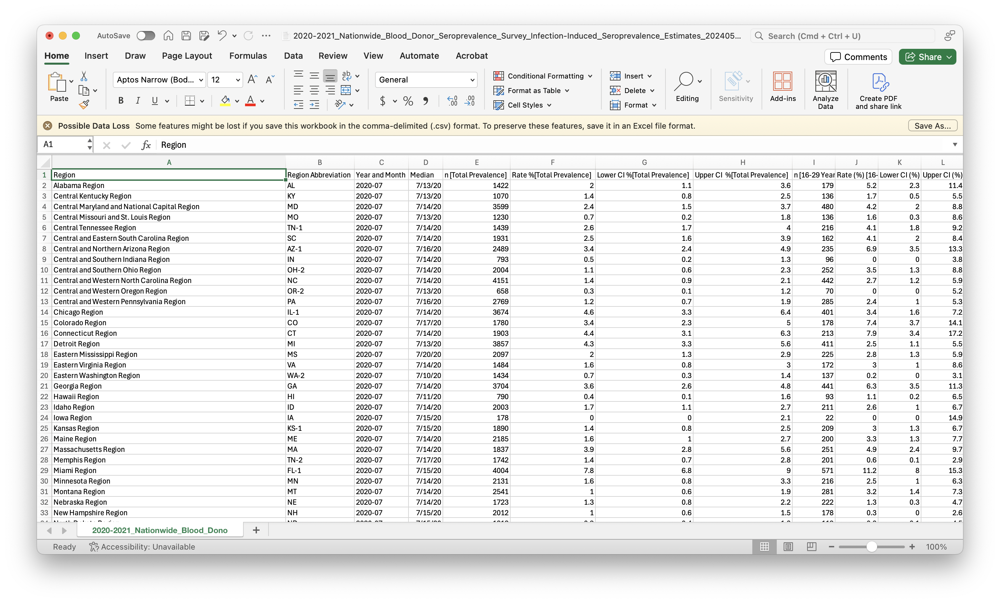 AutoSave 2020-2021_Nationwide_Blood_Donor_Seroprevalence_Survey_Infection-Induced_Seroprevalence_Estimates_202405... Search (Cmd + Ctrl + U)
Home Insert Draw Page Layout Formulas Data Review View Automate Acrobat Comments Share
Paste Aptos Narrow (Bod... 12 General Conditional Formatting Format as Table Cell Styles Insert Delete Format Editing Sensitivity Add-ins Analyze Data Create PDF and share link
Possible Data Loss Some features might be lost if you save this workbook in the comma-delimited (.csv) format. To preserve these features, save it in an Excel file format. Save As...
A1 fx Region
A B C D E F G H I J K L
1 Region Region Abbreviation Year and Month Median n [Total Prevalence] Rate %[Total Prevalence] Lower CI %[Total Prevalence] Upper CI %[Total Prevalence] n [16-29 Year Rate (%) [16- Lower CI (%) Upper CI (%)
2 Alabama Region AL 2020-07 7/13/20 1422 2 1.1 3.6 179 5.2 2.3 11.4
3 Central Kentucky Region KY 2020-07 7/13/20 1070 1.4 0.8 2.5 136 1.7 0.5 5.5
4 Central Maryland and National Capital Region MD 2020-07 7/14/20 3599 2.4 1.5 3.7 480 4.2 2 8.8
5 Central Missouri and St. Louis Region MO 2020-07 7/13/20 1230 0.7 0.2 1.8 136 1.6 0.3 8.6
6 Central Tennessee Region TN-1 2020-07 7/14/20 1439 2.6 1.7 4 216 4.1 1.8 9.2
7 Central and Eastern South Carolina Region SC 2020-07 7/14/20 1931 2.5 1.6 3.9 162 4.1 2 8.4
8 Central and Northern Arizona Region AZ-1 2020-07 7/16/20 2489 3.4 2.4 4.9 235 6.9 3.5 13.3
9 Central and Southern Indiana Region IN 2020-07 7/14/20 793 0.5 0.2 1.3 96 0 0 3.8
10 Central and Southern Ohio Region OH-2 2020-07 7/14/20 2004 1.1 0.6 2.3 252 3.5 1.3 8.8
11 Central and Western North Carolina Region NC 2020-07 7/14/20 4151 1.4 0.9 2.1 442 2.7 1.2 5.9
12 Central and Western Oregon Region OR-2 2020-07 7/13/20 658 0.3 0.1 1.2 70 0 0 5.2
13 Central and Western Pennsylvania Region PA 2020-07 7/16/20 2769 1.2 0.7 1.9 285 2.4 1 5.3
14 Chicago Region IL-1 2020-07 7/14/20 3674 4.6 3.3 6.4 401 3.4 1.6 7.2
15 Colorado Region CO 2020-07 7/17/20 1780 3.4 2.3 5 178 7.4 3.7 14.1
16 Connecticut Region CT 2020-07 7/14/20 1903 4.4 3.1 6.3 213 7.9 3.4 17.2
17 Detroit Region MI 2020-07 7/13/20 3857 4.3 3.3 5.6 411 2.5 1.1 5.5
18 Eastern Mississippi Region MS 2020-07 7/20/20 2097 2 1.3 2.9 225 2.8 1.3 5.9
19 Eastern Virginia Region VA 2020-07 7/14/20 1484 1.6 0.8 3 172 3 1 8.6
20 Eastern Washington Region WA-2 2020-07 7/10/20 1434 0.7 0.3 1.4 137 0.2 0 3.1
21 Georgia Region GA 2020-07 7/14/20 3704 3.6 2.6 4.8 441 6.3 3.5 11.3
22 Hawaii Region HI 2020-07 7/11/20 790 0.4 0.1 1.6 93 1.1 0.2 6.5
23 Idaho Region ID 2020-07 7/14/20 2003 1.7 1.1 2.7 211 2.6 1 6.7
24 Iowa Region IA 2020-07 7/15/20 178 0 0 2.1 22 0 0 14.9
25 Kansas Region KS-1 2020-07 7/15/20 1890 1.4 0.8 2.5 209 3 1.3 6.7
26 Maine Region ME 2020-07 7/14/20 2185 1.6 1 2.7 200 3.3 1.3 7.7
27 Massachusetts Region MA 2020-07 7/14/20 1837 3.9 2.8 5.6 251 4.9 2.4 9.7
28 Memphis Region TN-2 2020-07 7/17/20 1742 1.4 0.7 2.8 201 0.6 0.1 2.9
29 Miami Region FL-1 2020-07 7/15/20 4004 7.8 6.8 9 571 11.2 8 15.3
30 Minnesota Region MN 2020-07 7/14/20 2131 1.6 0.8 3.3 216 2.5 1 6.3
31 Montana Region MT 2020-07 7/14/20 2541 1 0.6 1.9 281 3.2 1.4 7.3
32 Nebraska Region NE 2020-07 7/14/20 1723 1.3 0.8 2.2 222 1.3 0.3 4.7
33 New Hampshire Region NH 2020-07 7/15/20 2012 1 0.6 1.5 178 0.3 0 2.6
2020-2021_Nationwide_Blood_Dono
Ready Accessibility: Unavailable 100%